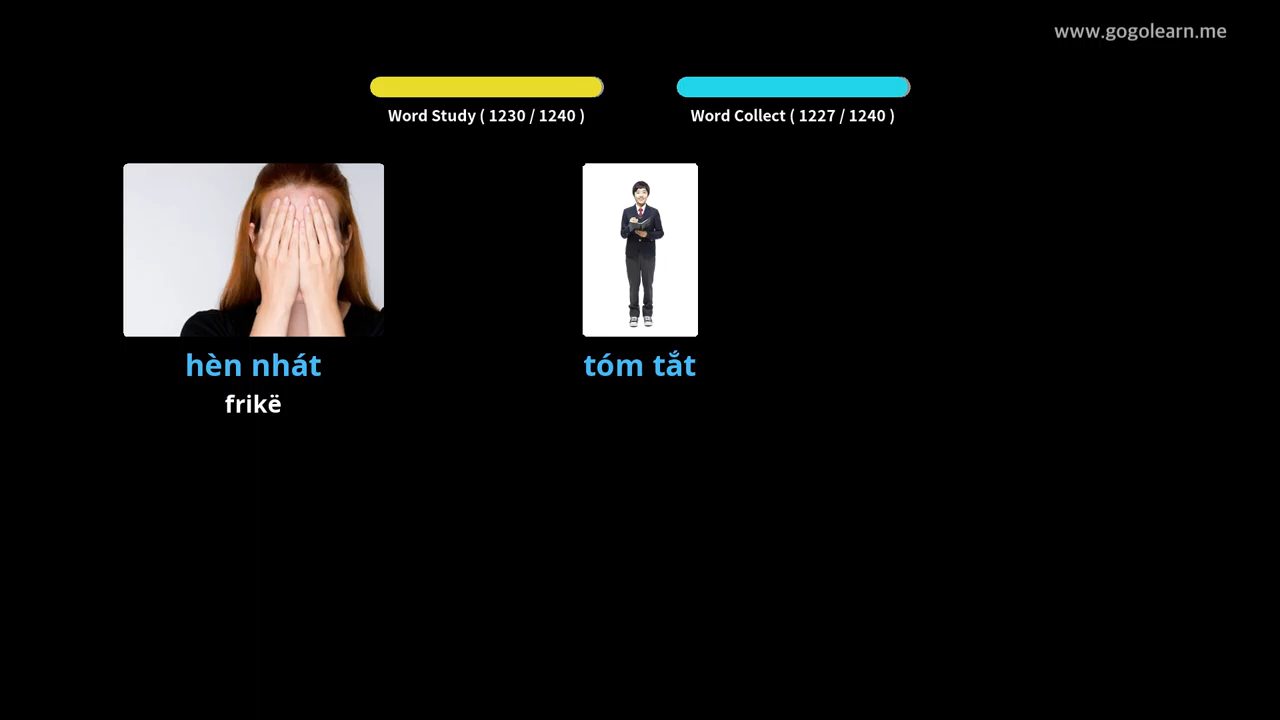 www.gogolearn.me
Word Study ( 1230 / 1240 )
Word Collect ( 1227 / 1240 )
hèn nhát
frikë
tóm tắt